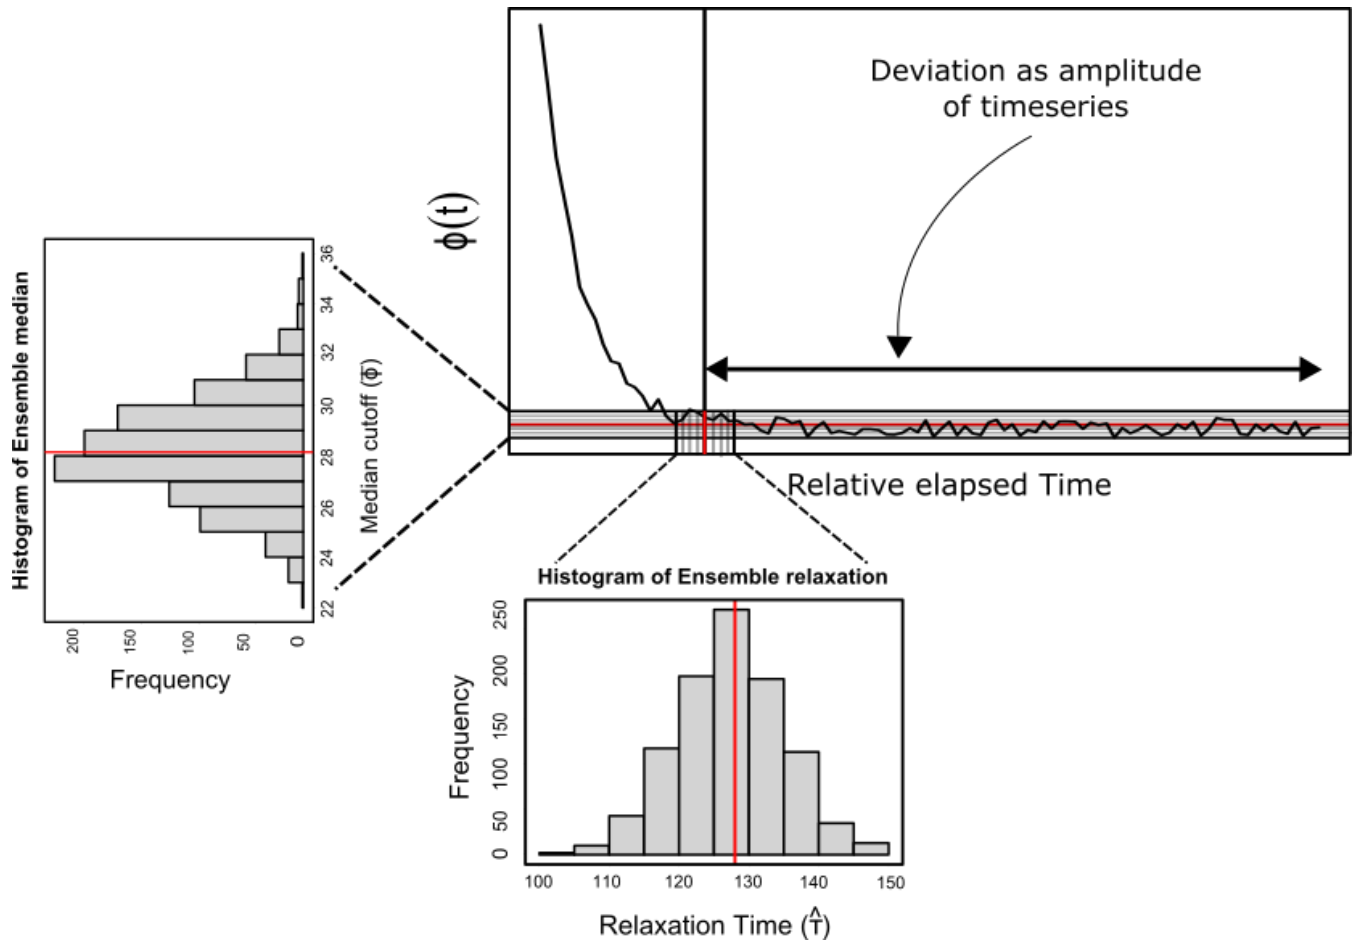 Deviation as amplitude
of timeseries
ϕ(t)
Relative elapsed Time
Histogram of Ensemble median
36
34
32
30
28
26
24
22
Median cutoff (ϕ̅)
200
150
100
50
0
Frequency
Histogram of Ensemble relaxation
Frequency
250
200
150
100
50
0
100 110 120 130 140 150
Relaxation Time (τ̂)